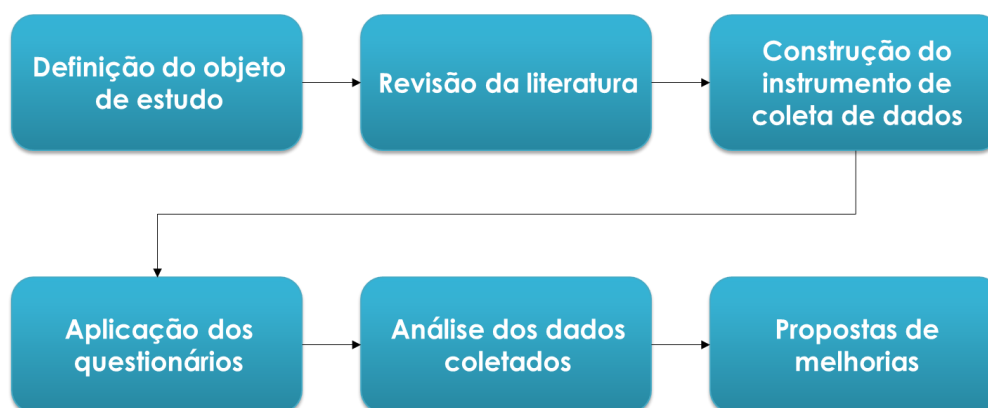 Definição do objeto
de estudo
Revisão da literatura
Construção do
instrumento de
coleta de dados
Aplicação dos
questionários
Análise dos dados
coletados
Propostas de
melhorias